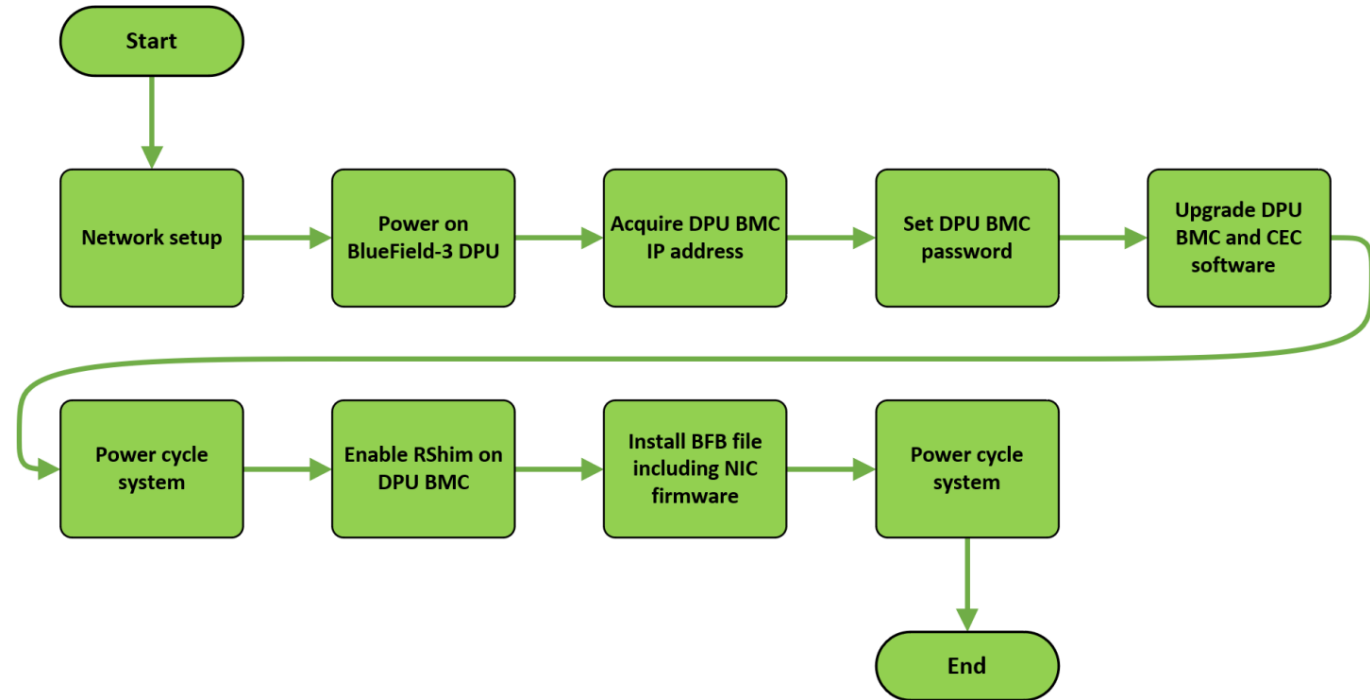 Start
Network setup
Power on
BlueField-3 DPU
Acquire DPU BMC
IP address
Set DPU BMC
password
Upgrade DPU
BMC and CEC
software
Power cycle
system
Enable RShim on
DPU BMC
Install BFB file
including NIC
firmware
Power cycle
system
End